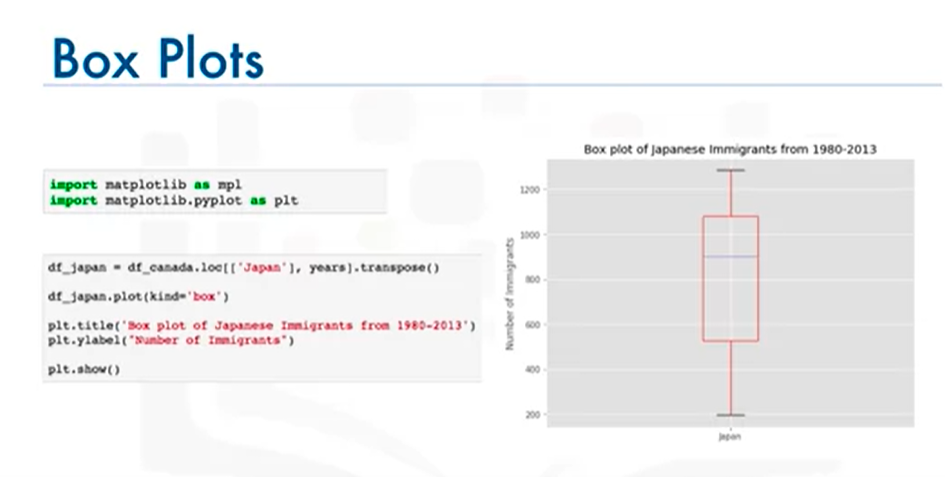 Box Plots
import matplotlib as mpl
import matplotlib.pyplot as plt
df_japan = df_canada.loc[['Japan'], years].transpose()
df_japan.plot(kind='box')
plt.title('Box plot of Japanese Immigrants from 1980-2013')
plt.ylabel("Number of Immigrants")
plt.show()
Box plot of Japanese Immigrants from 1980-2013
Number of Immigrants
1200
1000
800
600
400
200
Japan